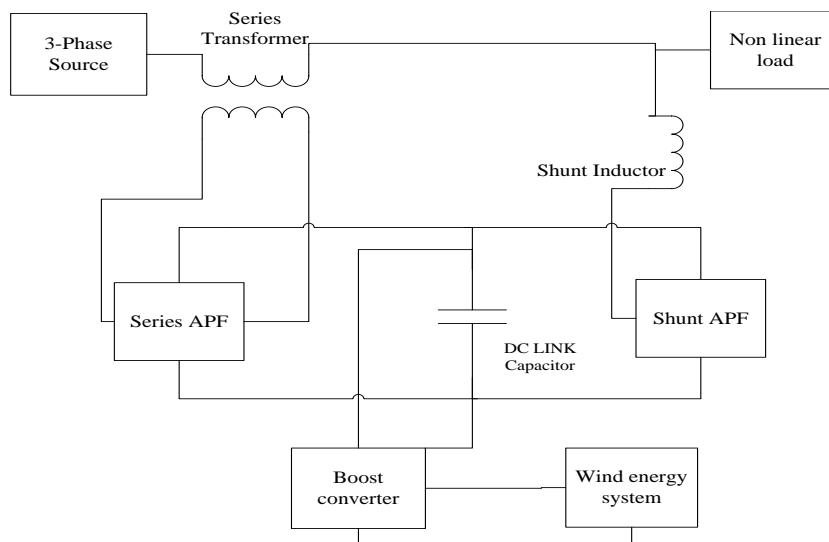 Series
Transformer
3-Phase
Source
Non linear
load
Shunt Inductor
Series APF
Shunt APF
DC LINK
Capacitor
Boost
converter
Wind energy
system